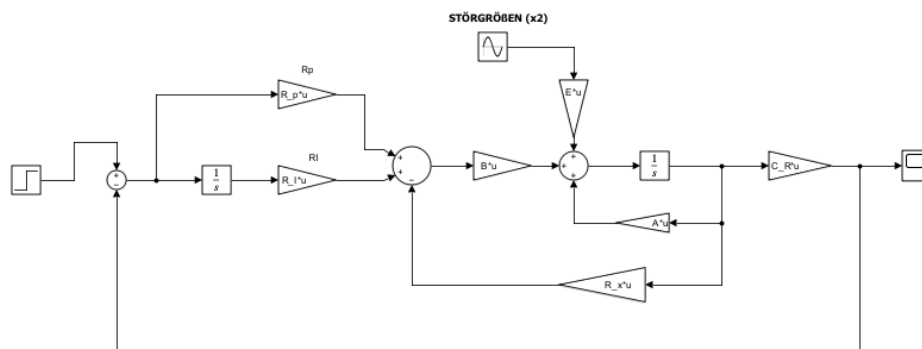 STÖRGRÖßEN (x2)
Rp
R_p*u
E*u
+
−
1
s
RI
R_I*u
+
+
−
B*u
+
+
+
1
s
C_R*u
A*u
R_x*u